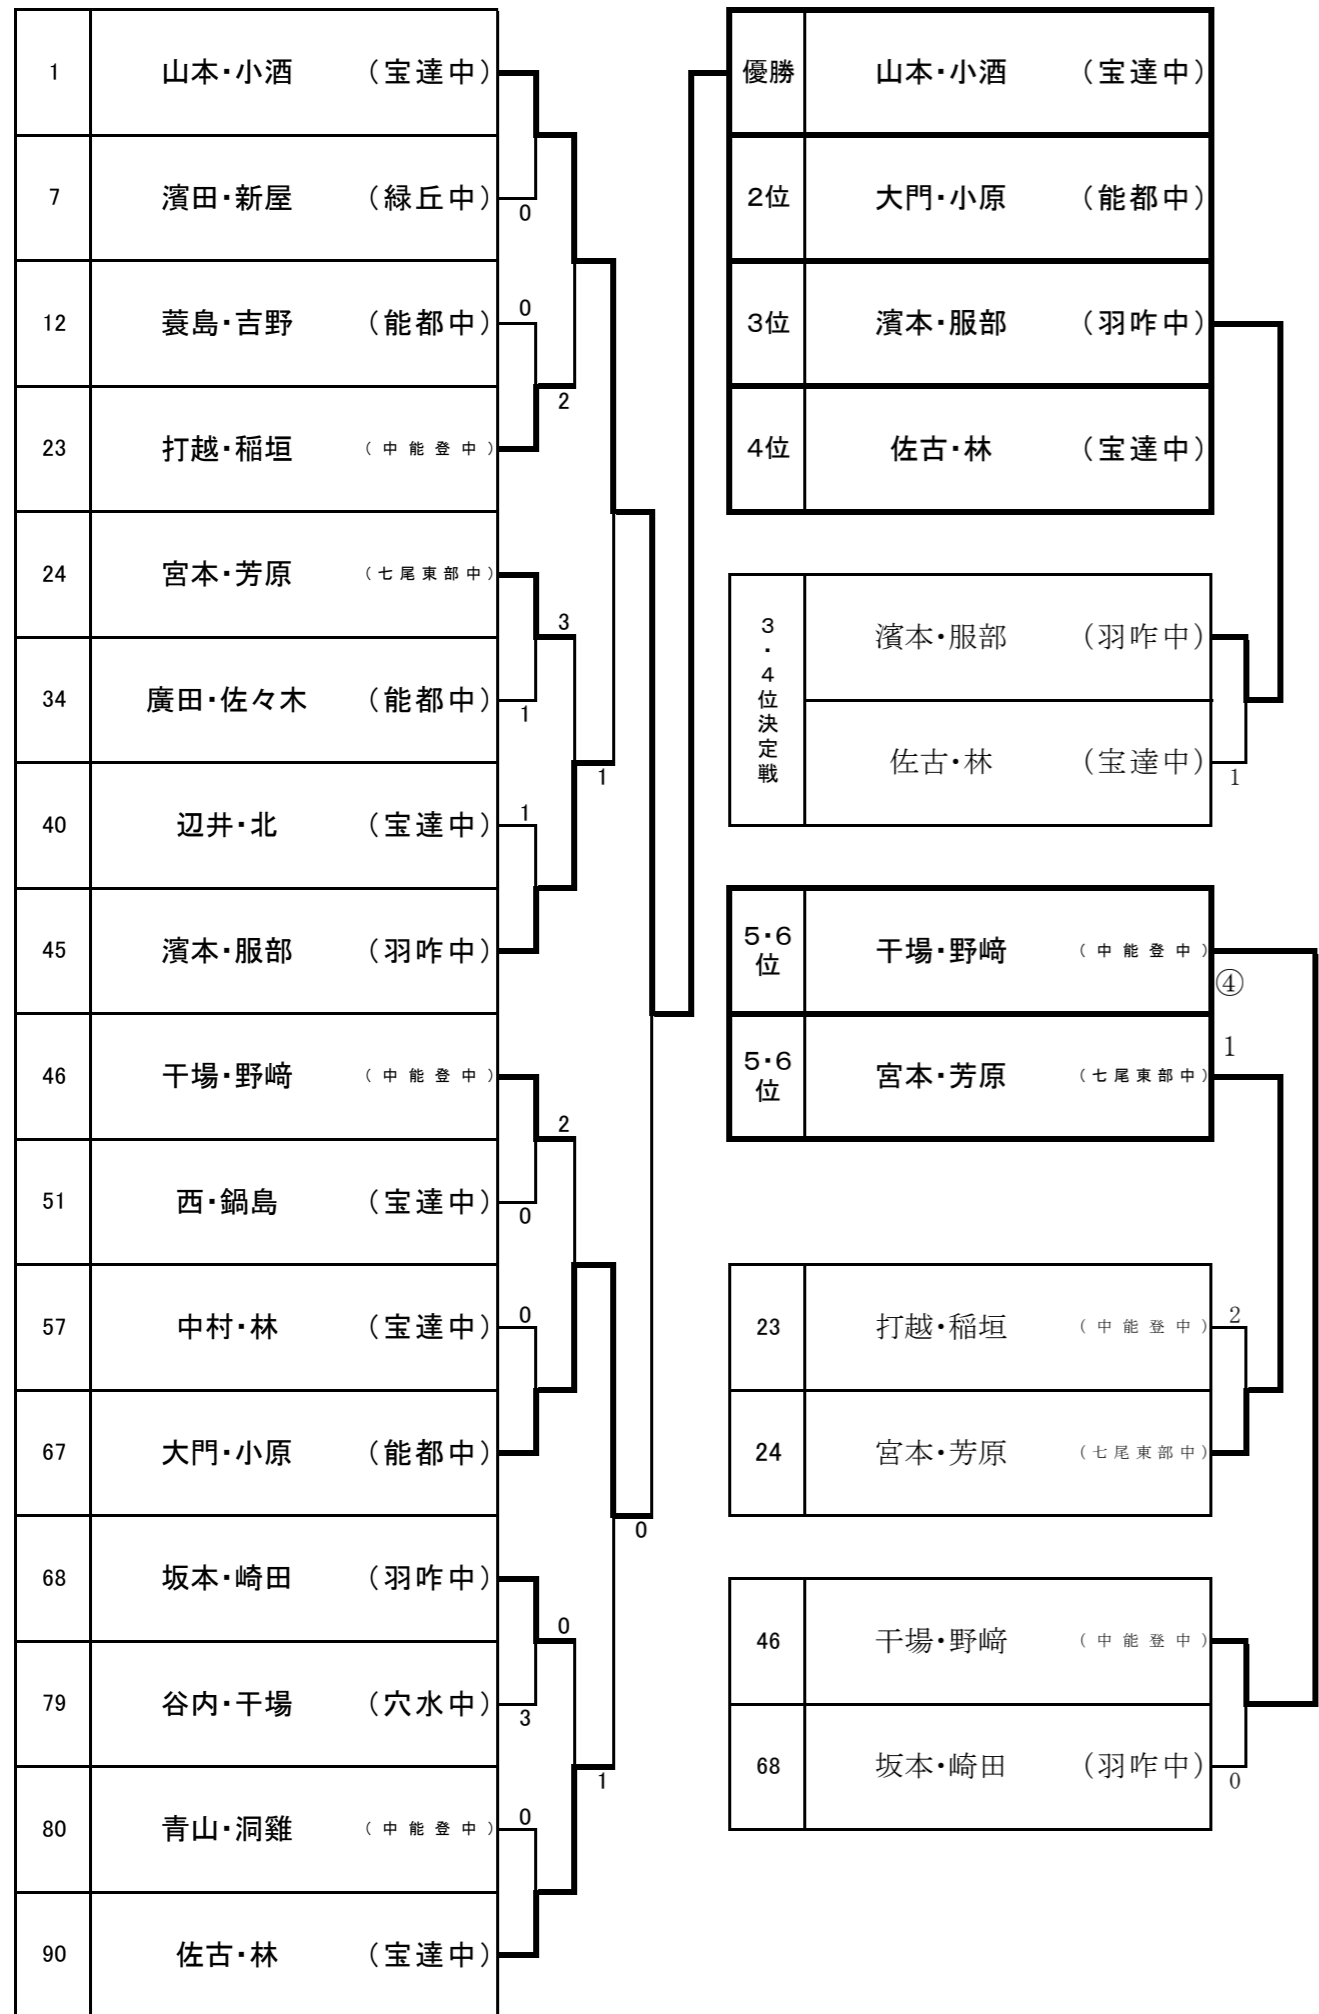 1 山本・小酒 （宝達中）
7 濱田・新屋 （緑丘中）
0
12 蓑島・吉野 （能都中）
0
2
23 打越・稲垣 （中能登中）
24 宮本・芳原 （七尾東部中）
3
34 廣田・佐々木 （能都中）
1
1
40 辺井・北 （宝達中）
1
45 濱本・服部 （羽咋中）
46 干場・野﨑 （中能登中）
2
51 西・鍋島 （宝達中）
0
57 中村・林 （宝達中）
0
67 大門・小原 （能都中）
0
68 坂本・崎田 （羽咋中）
0
79 谷内・干場 （穴水中）
3
1
80 青山・洞雞 （中能登中）
0
90 佐古・林 （宝達中）
優勝 山本・小酒 （宝達中）
2位 大門・小原 （能都中）
3位 濱本・服部 （羽咋中）
4位 佐古・林 （宝達中）
3・4位決定戦
濱本・服部 （羽咋中）
佐古・林 （宝達中）
1
5・6位 干場・野﨑 （中能登中）
④
1
5・6位 宮本・芳原 （七尾東部中）
23 打越・稲垣 （中能登中）
2
24 宮本・芳原 （七尾東部中）
46 干場・野﨑 （中能登中）
68 坂本・崎田 （羽咋中）
0